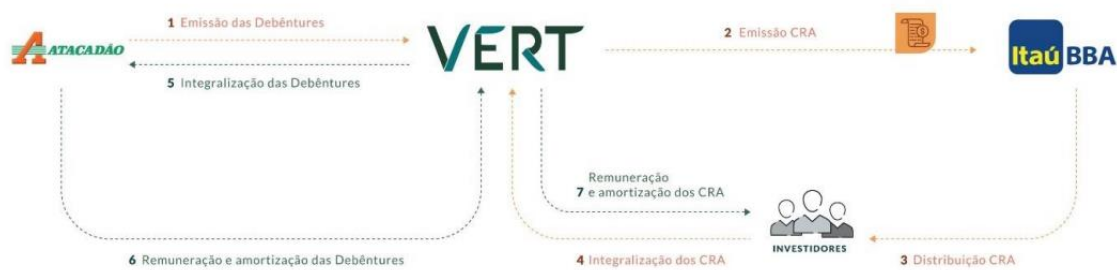 1 Emissão das Debêntures
2 Emissão CRA
ATACADÃO
VERT
Itaú BBA
5 Integralização das Debêntures
Remuneração
7 e amortização dos CRA
INVESTIDORES
6 Remuneração e amortização das Debêntures
4 Integralização dos CRA
3 Distribuição CRA